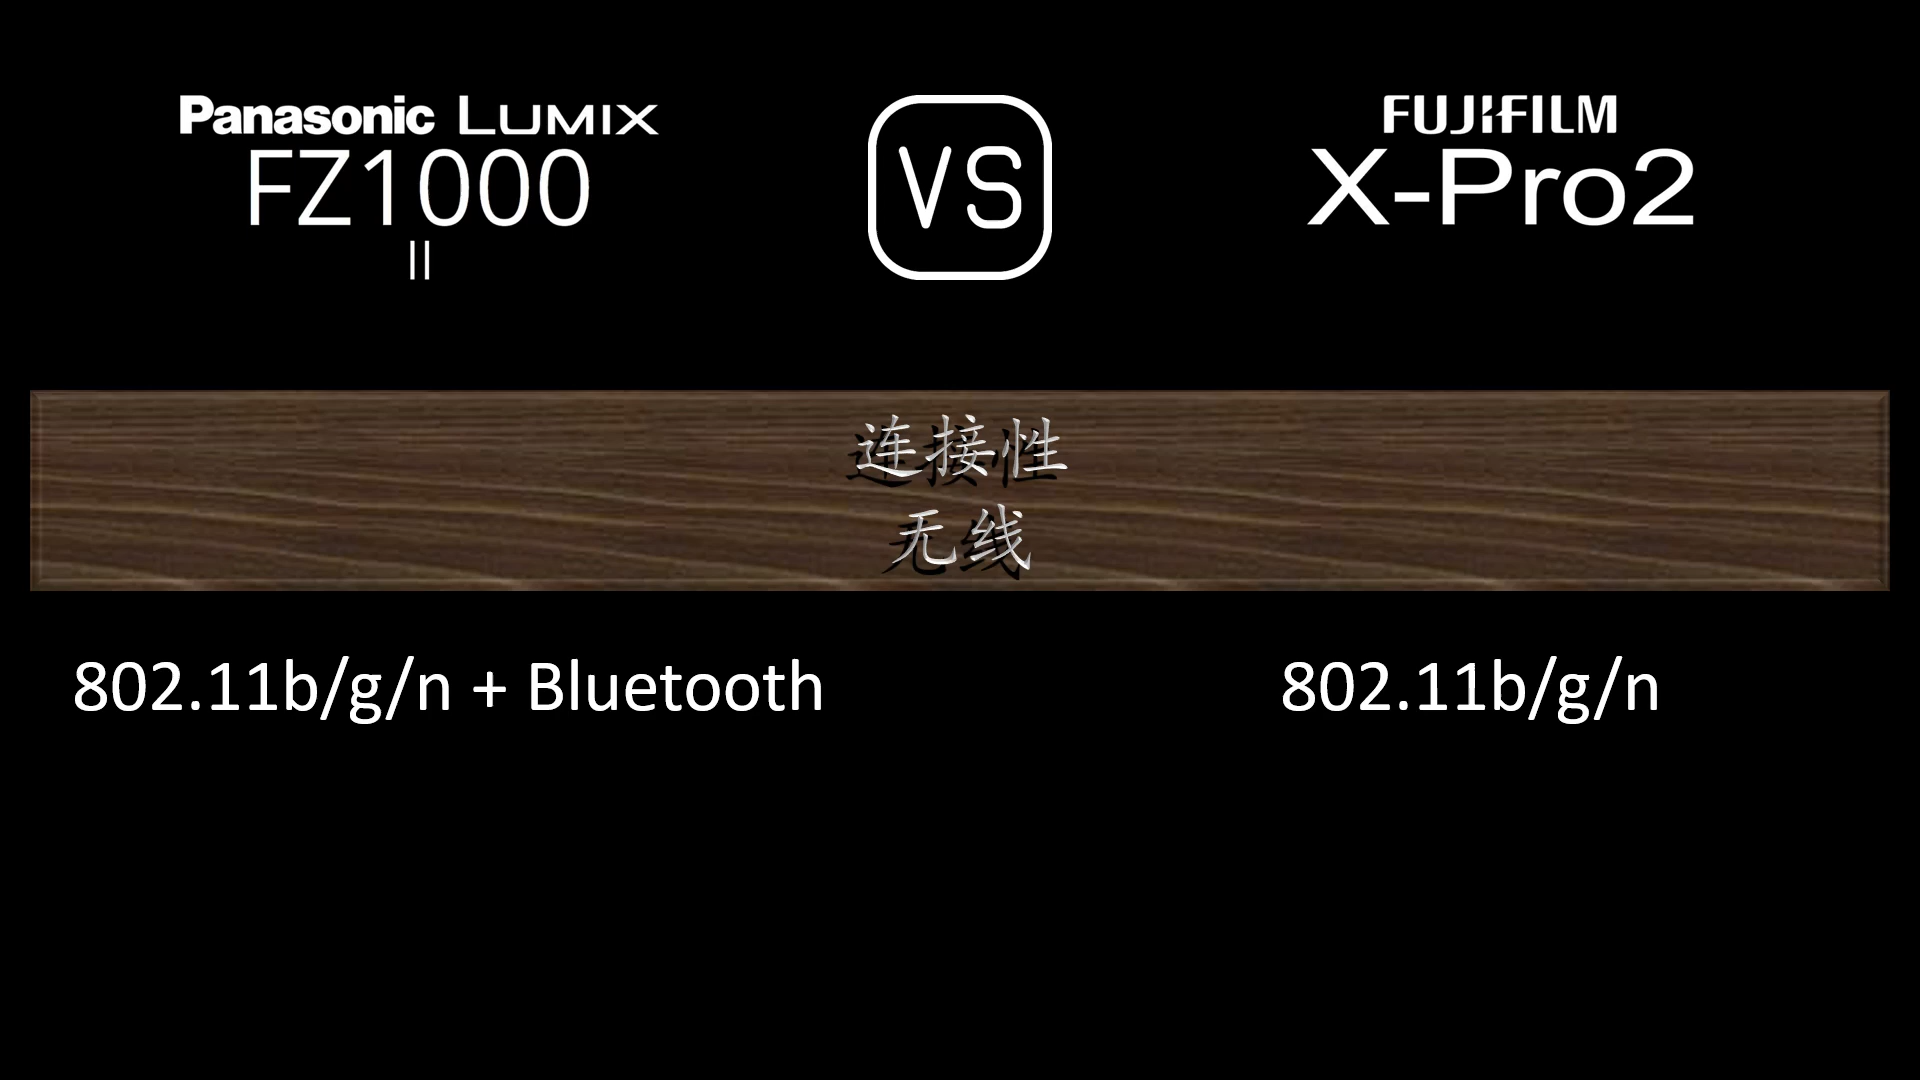 Panasonic LUMIX
FZ1000
II
VS
FUJIFILM
X-Pro2
连接性
无线
802.11b/g/n + Bluetooth
802.11b/g/n